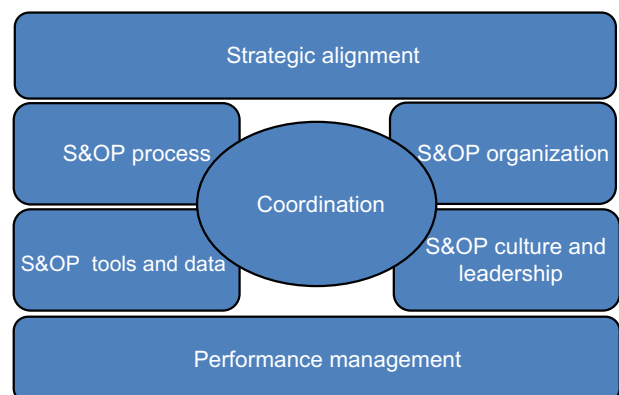 Strategic alignment
S&OP process
S&OP organization
Coordination
S&OP tools and data
S&OP culture and
leadership
Performance management